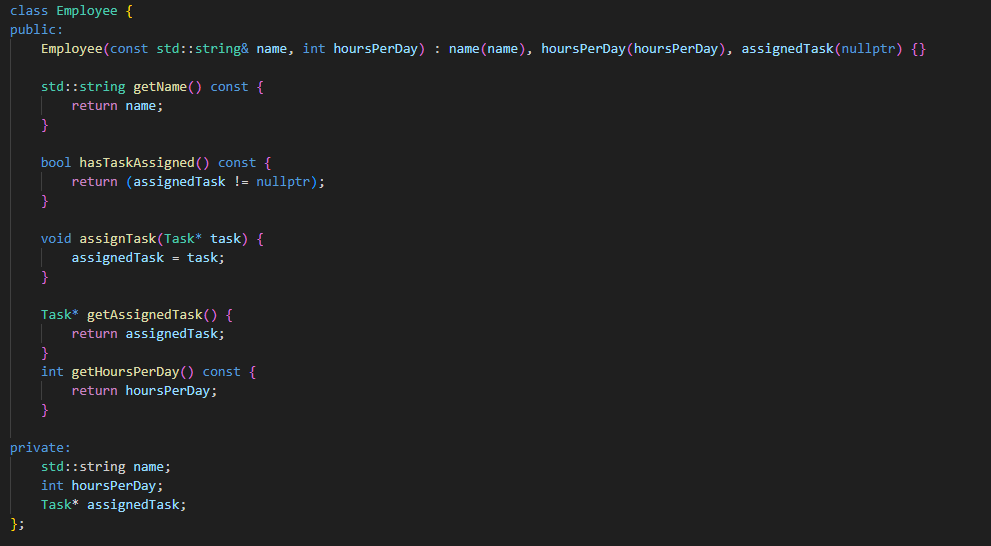 class Employee {
public:
    Employee(const std::string& name, int hoursPerDay) : name(name), hoursPerDay(hoursPerDay), assignedTask(nullptr) {}

    std::string getName() const {
        return name;
    }

    bool hasTaskAssigned() const {
        return (assignedTask != nullptr);
    }

    void assignTask(Task* task) {
        assignedTask = task;
    }

    Task* getAssignedTask() {
        return assignedTask;
    }
    int getHoursPerDay() const {
        return hoursPerDay;
    }

private:
    std::string name;
    int hoursPerDay;
    Task* assignedTask;
};